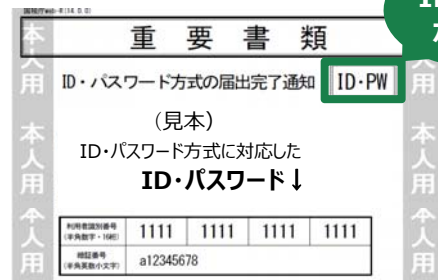 重要書類
ID・パスワード方式の届出完了通知 ID・PW
(見本)
ID・パスワード方式に対応した
ID・パスワード↓
利用者識別番号
(半角数字・16桁)
1111 1111 1111 1111
暗証番号
(半角英数小文字)
a12345678
本人用
本人用
本人用
本人用